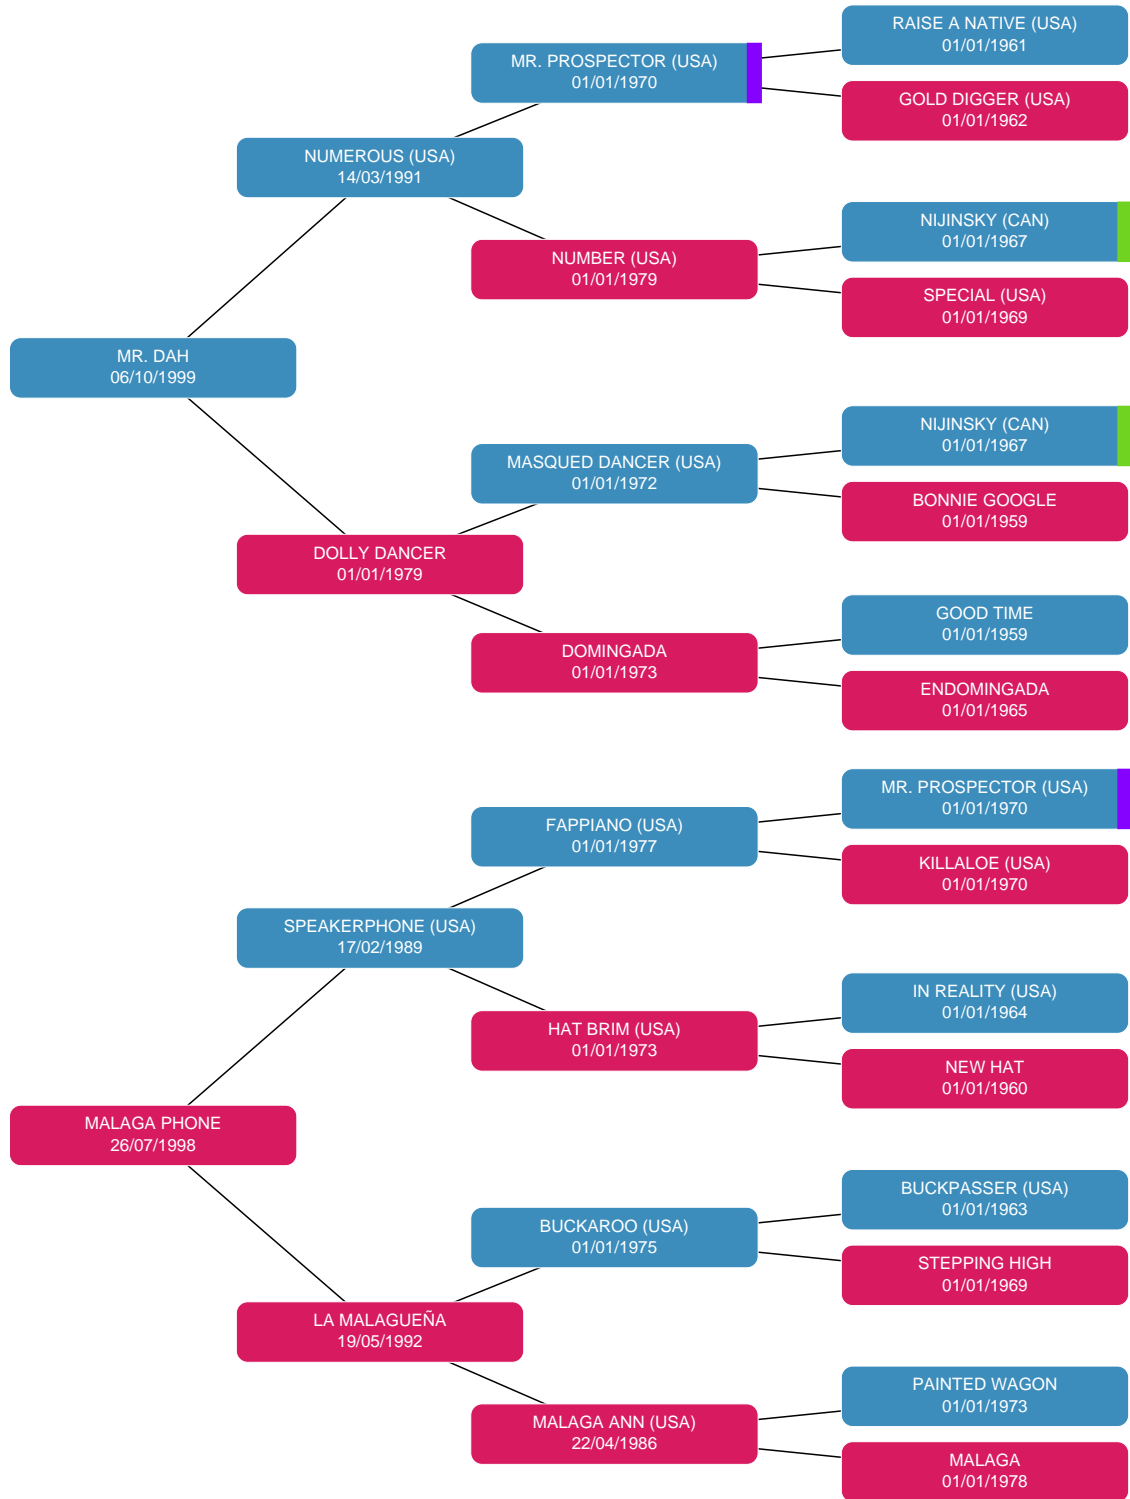 RAISE A NATIVE (USA)
01/01/1961
MR. PROSPECTOR (USA)
01/01/1970
GOLD DIGGER (USA)
01/01/1962
NUMEROUS (USA)
14/03/1991
NIJINSKY (CAN)
01/01/1967
NUMBER (USA)
01/01/1979
SPECIAL (USA)
01/01/1969
MR. DAH
06/10/1999
NIJINSKY (CAN)
01/01/1967
MASQUED DANCER (USA)
01/01/1972
BONNIE GOOGLE
01/01/1959
DOLLY DANCER
01/01/1979
GOOD TIME
01/01/1959
DOMINGADA
01/01/1973
ENDOMINGADA
01/01/1965
MR. PROSPECTOR (USA)
01/01/1970
FAPPIANO (USA)
01/01/1977
KILLALOE (USA)
01/01/1970
SPEAKERPHONE (USA)
17/02/1989
IN REALITY (USA)
01/01/1964
HAT BRIM (USA)
01/01/1973
NEW HAT
01/01/1960
MALAGA PHONE
26/07/1998
BUCKPASSER (USA)
01/01/1963
BUCKAROO (USA)
01/01/1975
STEPPING HIGH
01/01/1969
LA MALAGUEÑA
19/05/1992
PAINTED WAGON
01/01/1973
MALAGA ANN (USA)
22/04/1986
MALAGA
01/01/1978